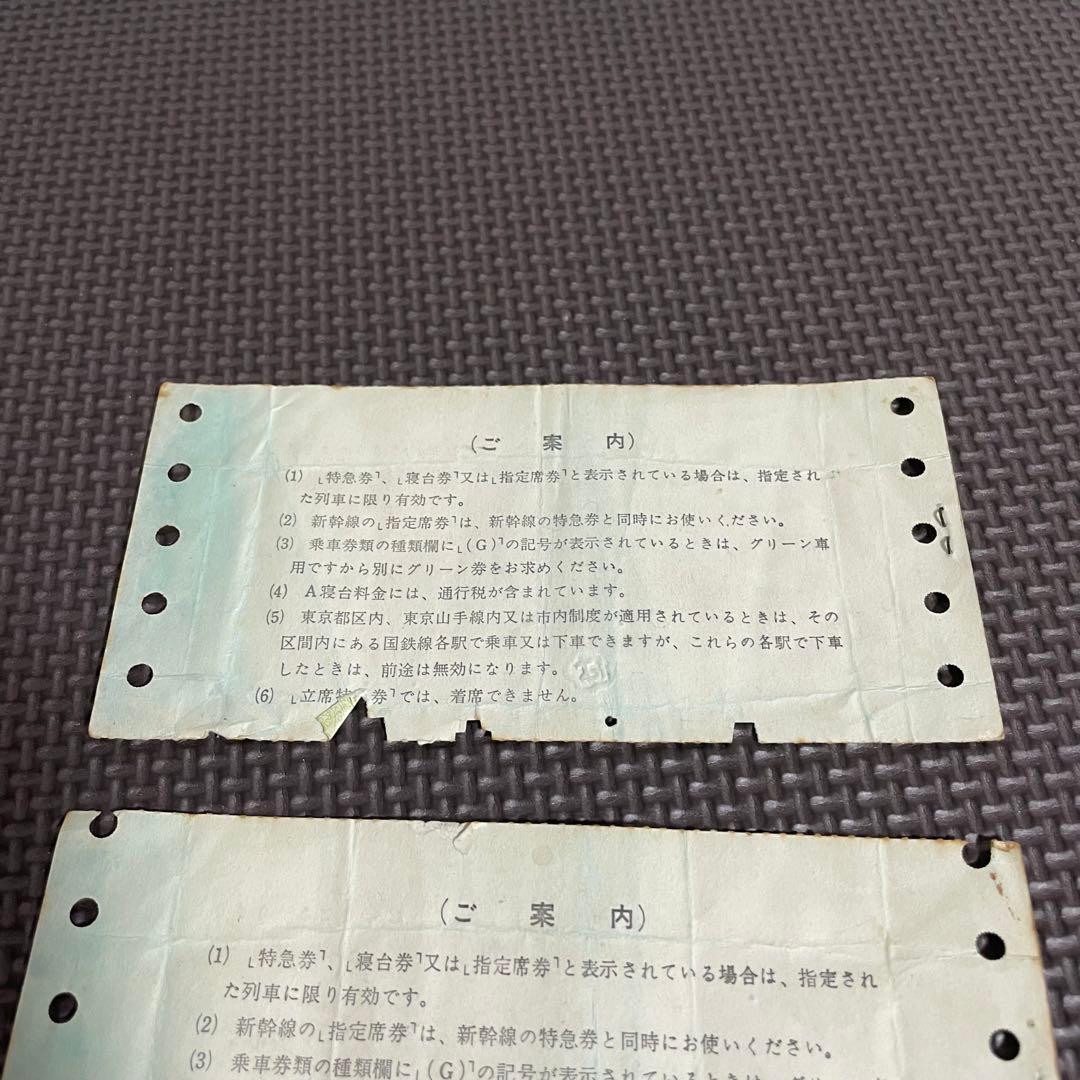 (ご 案 内)
(1) ｢特急券｣、｢寝台券｣又は｢指定席券｣と表示されている場合は、指定され
た列車に限り有効です。
(2) 新幹線の｢指定席券｣は、新幹線の特急券と同時にお使いください。
(3) 乗車券類の種類欄に｢(G)｣の記号が表示されているときは、グリーン車
用ですから別にグリーン券をお求めください。
(4) A寝台料金には、通行税が含まれています。
(5) 東京都区内、東京山手線内又は市内制度が適用されているときは、その
区間内にある国鉄線各駅で乗車又は下車できますが、これらの各駅で下車
したときは、前途は無効になります。
251
(6) ｢立席特 券｣では、着席できません。
(ご 案 内)
(1) ｢特急券｣、｢寝台券｣又は｢指定席券｣と表示されている場合は、指定され
た列車に限り有効です。
(2) 新幹線の｢指定席券｣は、新幹線の特急券と同時にお使いください。
(3) 乗車券類の種類欄に｢(G)｣の記号が表示されているときは、グリ